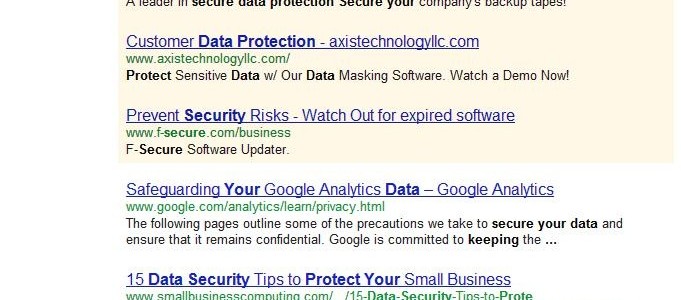 A leader in secure data protection Secure your company's backup tapes!
Customer Data Protection - axistechnologyllc.com
www.axistechnologyllc.com/
Protect Sensitive Data w/ Our Data Masking Software. Watch a Demo Now!
Prevent Security Risks - Watch Out for expired software
www.f-secure.com/business
F-Secure Software Updater.
Safeguarding Your Google Analytics Data – Google Analytics
www.google.com/analytics/learn/privacy.html
The following pages outline some of the precautions we take to secure your data and
ensure that it remains confidential. Google is committed to keeping the ...
15 Data Security Tips to Protect Your Small Business
www.smallbusinesscomputing.com/.../15-Data-Security-Tips-to-Prote